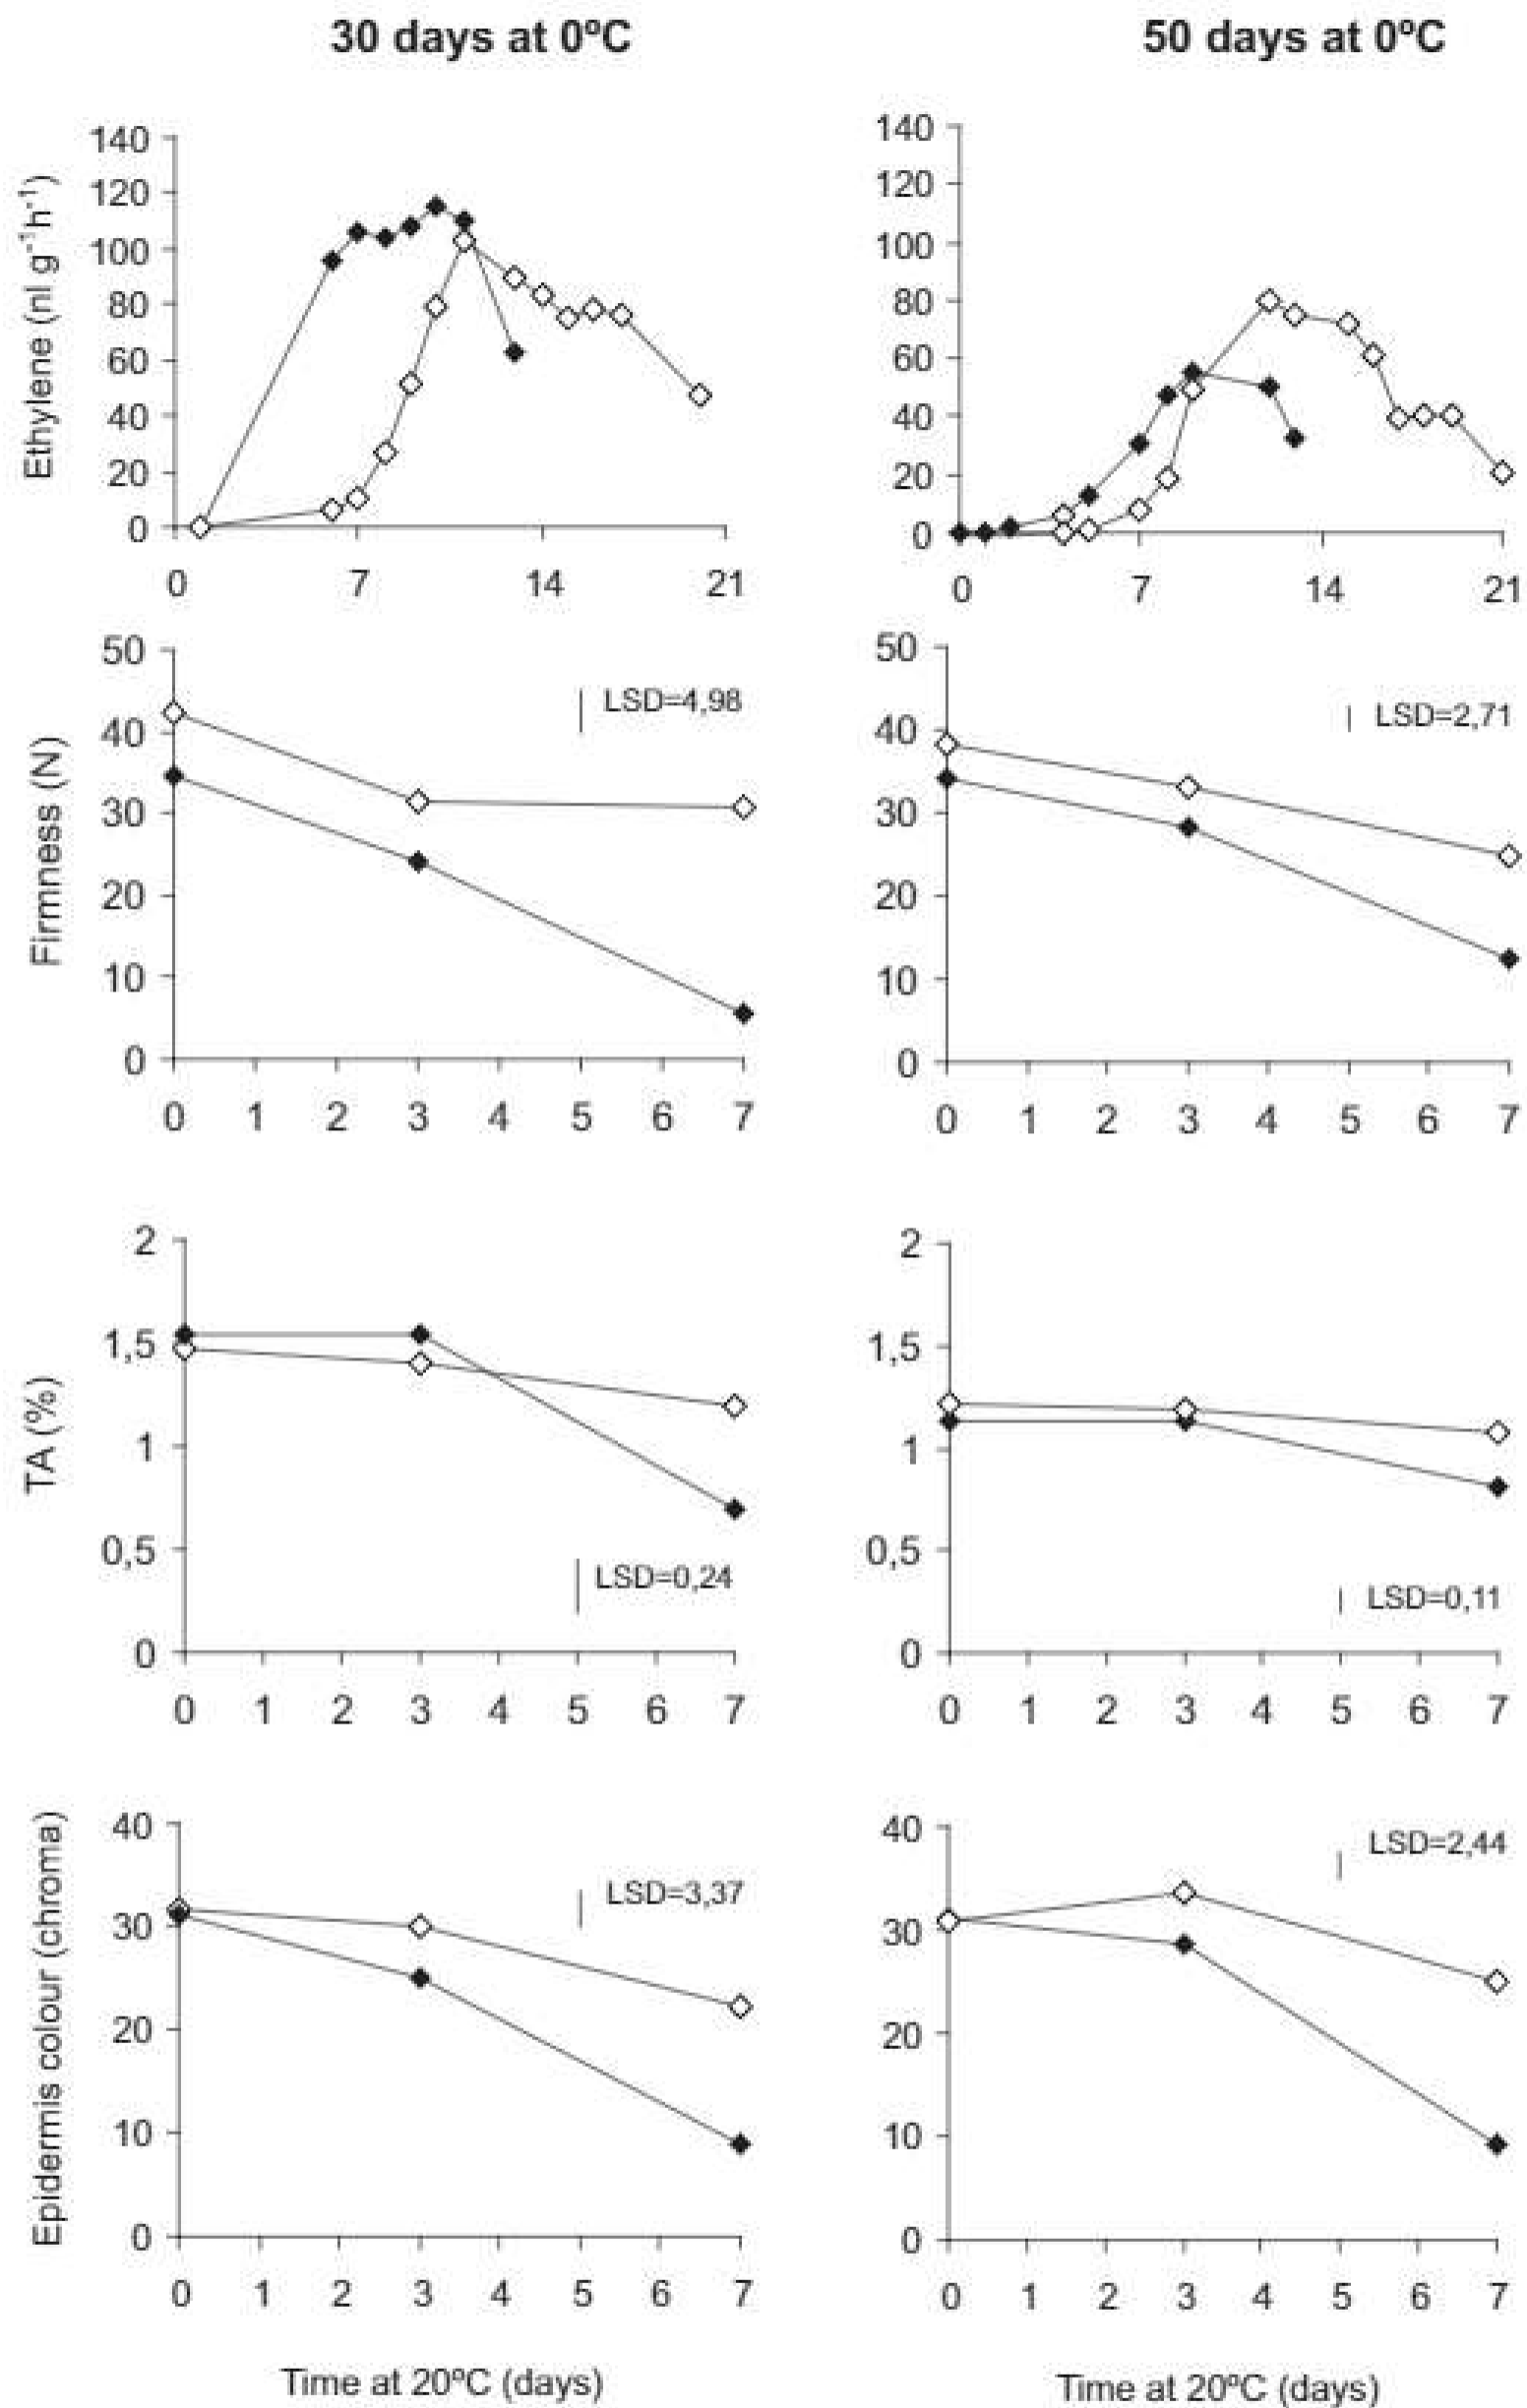 30 days at 0ºC
50 days at 0ºC
Ethylene (nl g⁻¹h⁻¹)
140
120
100
80
60
40
20
0
0 7 14 21
140
120
100
80
60
40
20
0
0 7 14 21
Firmness (N)
50
40
30
20
10
0
LSD=4,98
0 1 2 3 4 5 6 7
50
40
30
20
10
0
LSD=2,71
0 1 2 3 4 5 6 7
TA (%)
2
1,5
1
0,5
0
LSD=0,24
0 1 2 3 4 5 6 7
2
1,5
1
0,5
0
LSD=0,11
0 1 2 3 4 5 6 7
Epidermis colour (chroma)
40
30
20
10
0
LSD=3,37
0 1 2 3 4 5 6 7
Time at 20ºC (days)
40
30
20
10
0
LSD=2,44
0 1 2 3 4 5 6 7
Time at 20ºC (days)